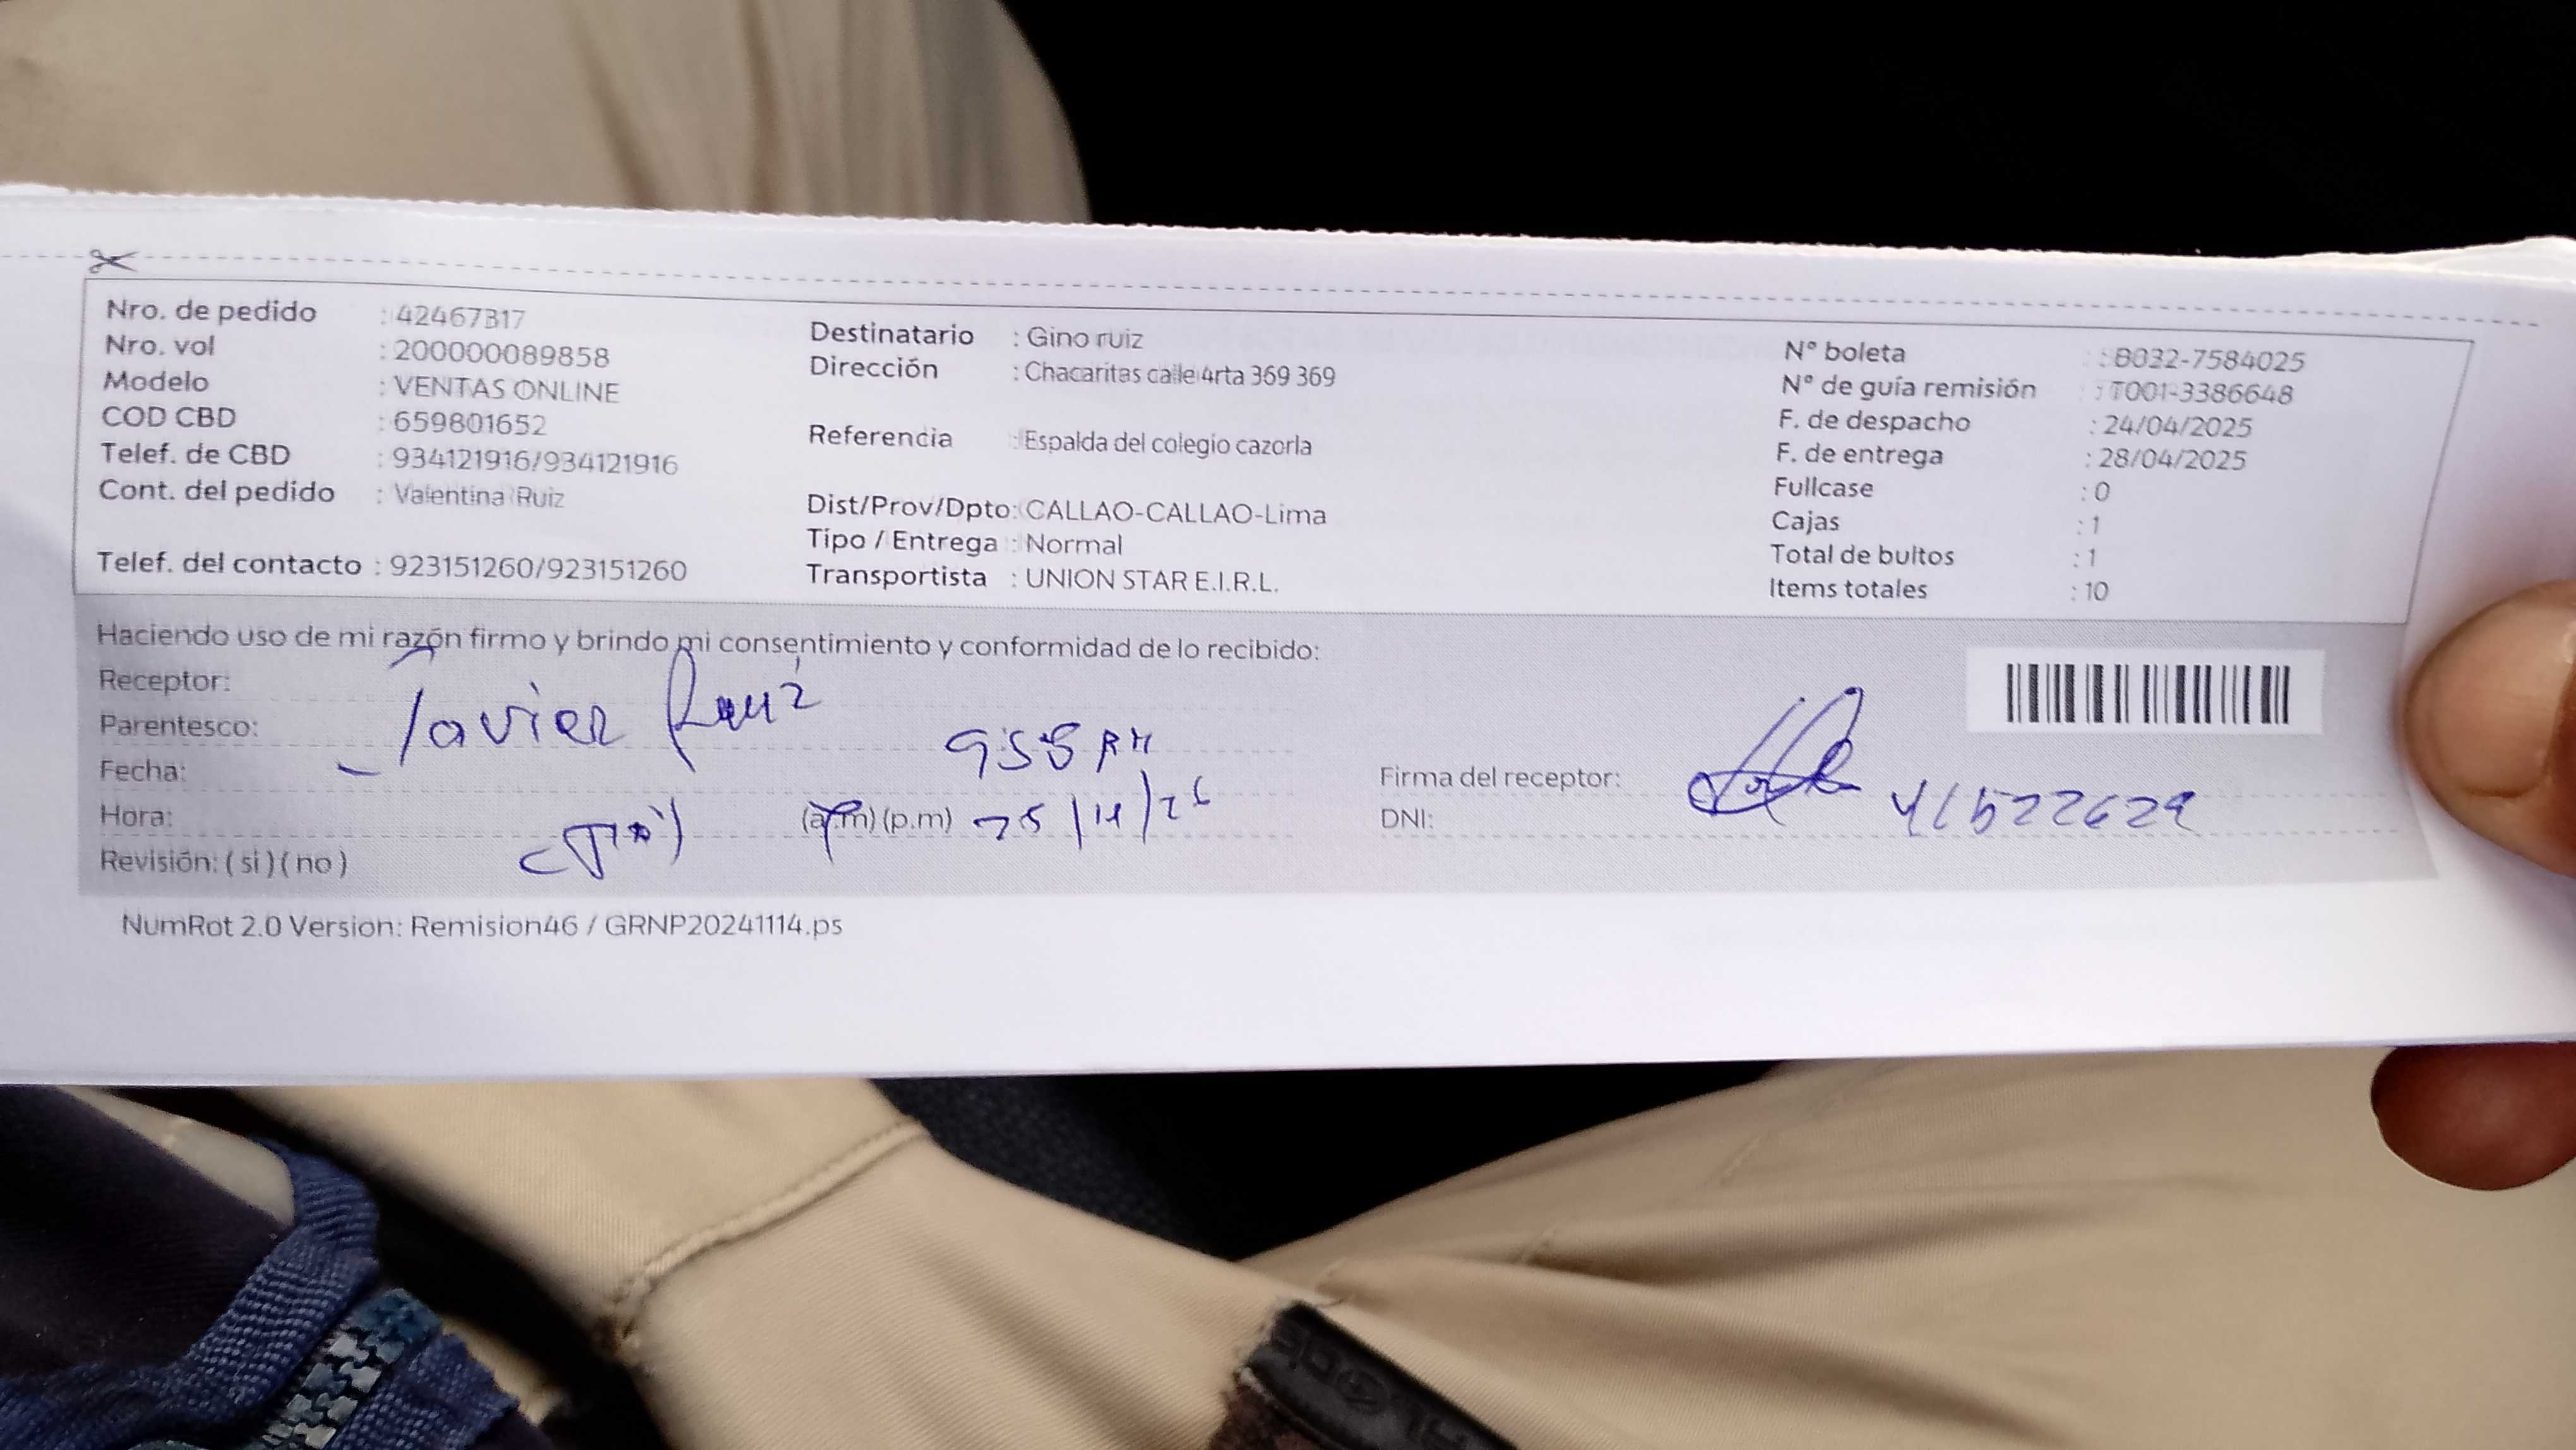 Nro. de pedido : 42467317
Nro. vol : 200000089858
Modelo : VENTAS ONLINE
COD CBD : 659801652
Telef. de CBD : 934121916/934121916
Cont. del pedido : Valentina Ruiz
Telef. del contacto : 923151260/923151260
Destinatario : Gino ruiz
Dirección : Chacaritas calle 4rta 369 369
Referencia : Espalda del colegio cazorla
Dist/Prov/Dpto: CALLAO-CALLAO-Lima
Tipo / Entrega : Normal
Transportista : UNION STAR E.I.R.L.
N° boleta : B032-7584025
N° de guía remisión : T001-3386648
F. de despacho : 24/04/2025
F. de entrega : 28/04/2025
Fullcase : 0
Cajas : 1
Total de bultos : 1
Items totales : 10
Haciendo uso de mi razón firmo y brindo mi consentimiento y conformidad de lo recibido:
Receptor:
Javier Ruiz
Parentesco:
Fecha:
Hora: (a.m) (p.m)
Revisión: ( si ) ( no )
Firma del receptor:
DNI:
NumRot 2.0 Version: Remision46 / GRNP20241114.ps